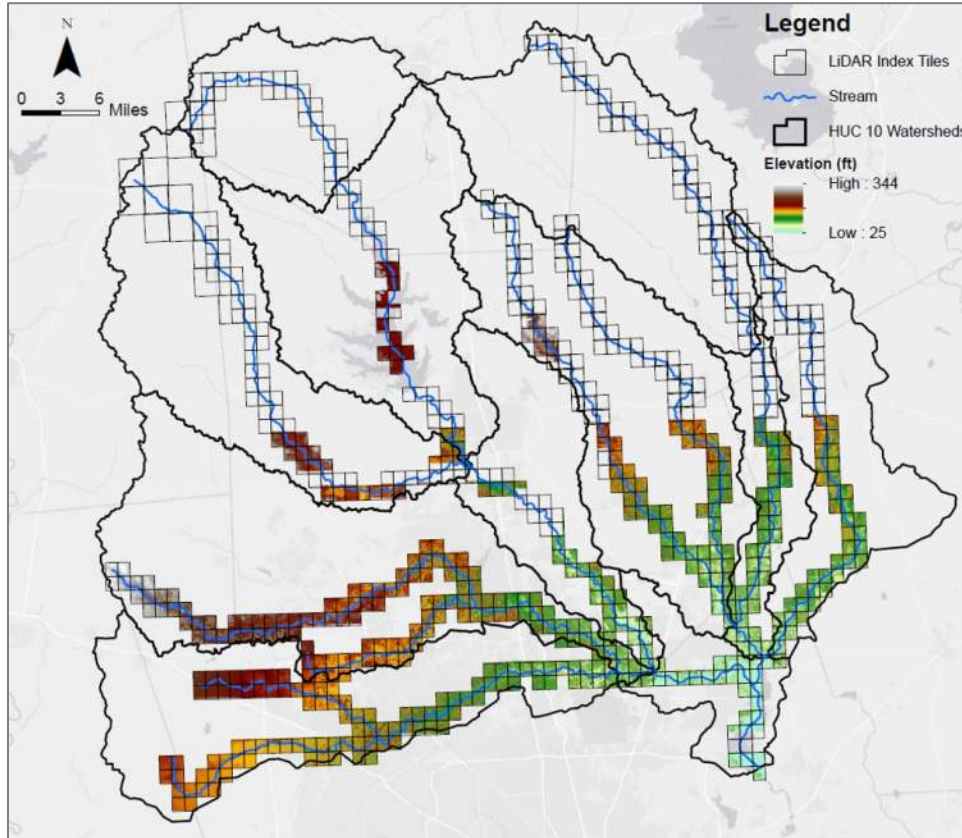 N
0 3 6
Miles
Legend
LiDAR Index Tiles
Stream
HUC 10 Watersheds
Elevation (ft)
High : 344
Low : 25